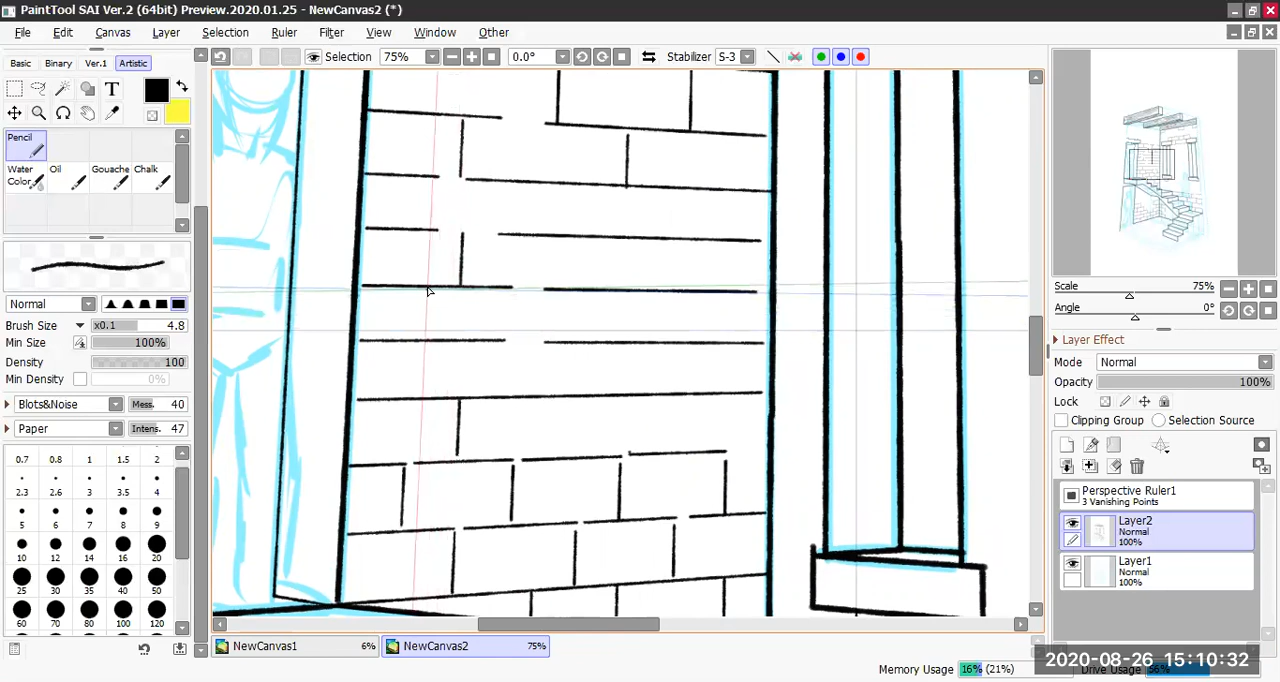 PaintTool SAI Ver.2 (64bit) Preview.2020.01.25 - NewCanvas2 (*)
File Edit Canvas Layer Selection Ruler Filter View Window Other
Basic Binary Ver.1 Artistic
Selection 75% 0.0° Stabilizer S-3
T
Pencil
Water Color Oil Gouache Chalk
Normal
Brush Size x0.1 4.8
Min Size 100%
Density 100
Min Density 0%
Blots&Noise Mess. 40
Paper Intens. 47
0.7 0.8 1 1.5 2
2.3 2.6 3 3.5 4
5 6 7 8 9
10 12 14 16 20
25 30 35 40 50
60 70 80 100 120
Scale 75%
Angle 0°
Layer Effect
Mode Normal
Opacity 100%
Lock
Clipping Group Selection Source
Perspective Ruler1
3 Vanishing Points
Layer2
Normal
100%
Layer1
Normal
100%
NewCanvas1 6% NewCanvas2 75%
Memory Usage 16% (21%) Drive Usage 56%
2020-08-26 15:10:32